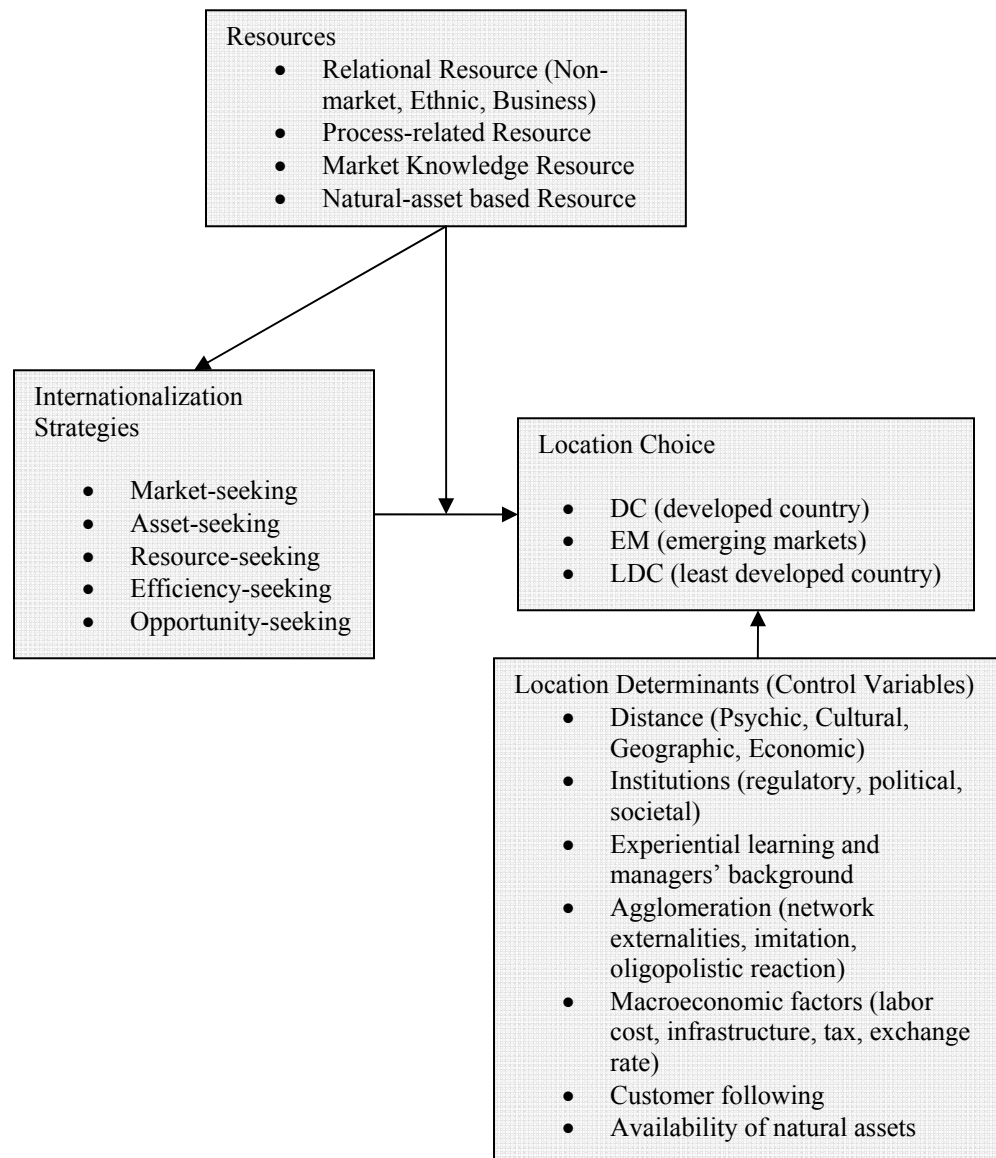 Resources
• Relational Resource (Non-
market, Ethnic, Business)
• Process-related Resource
• Market Knowledge Resource
• Natural-asset based Resource
Internationalization
Strategies
• Market-seeking
• Asset-seeking
• Resource-seeking
• Efficiency-seeking
• Opportunity-seeking
Location Choice
• DC (developed country)
• EM (emerging markets)
• LDC (least developed country)
Location Determinants (Control Variables)
• Distance (Psychic, Cultural,
Geographic, Economic)
• Institutions (regulatory, political,
societal)
• Experiential learning and
managers’ background
• Agglomeration (network
externalities, imitation,
oligopolistic reaction)
• Macroeconomic factors (labor
cost, infrastructure, tax, exchange
rate)
• Customer following
• Availability of natural assets